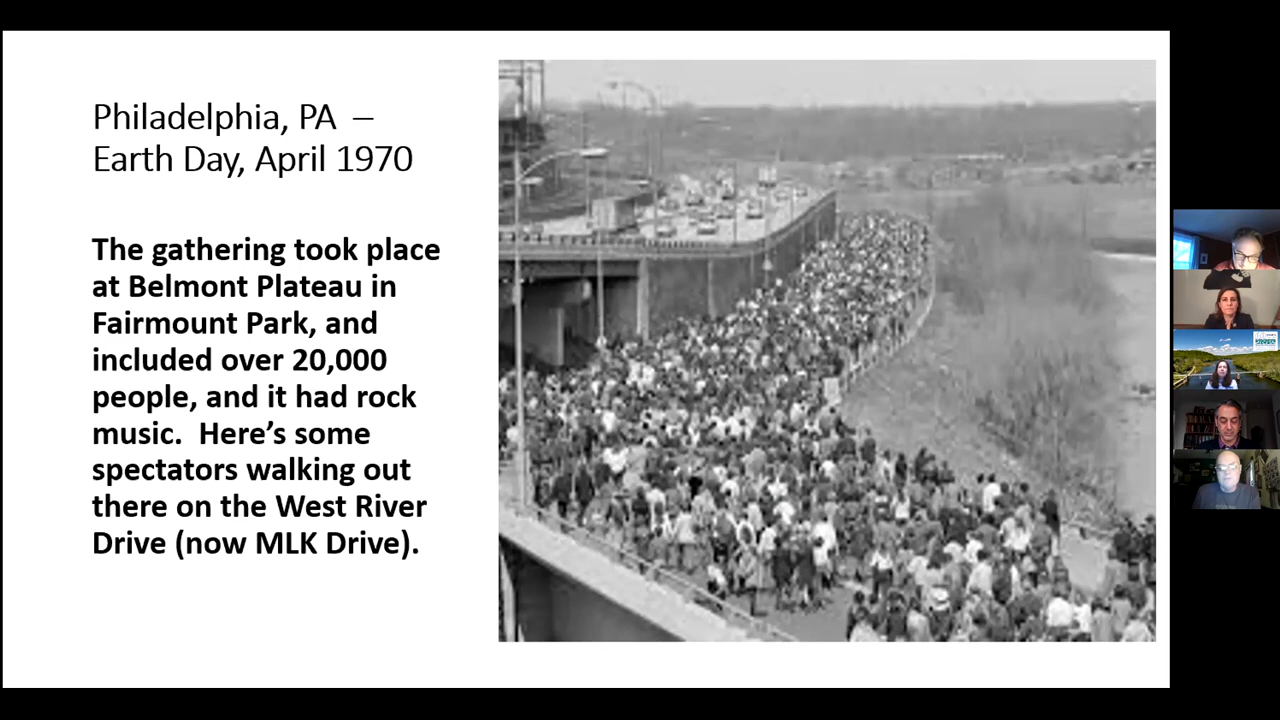 Philadelphia, PA –
Earth Day, April 1970
The gathering took place
at Belmont Plateau in
Fairmount Park, and
included over 20,000
people, and it had rock
music.  Here’s some
spectators walking out
there on the West River
Drive (now MLK Drive).